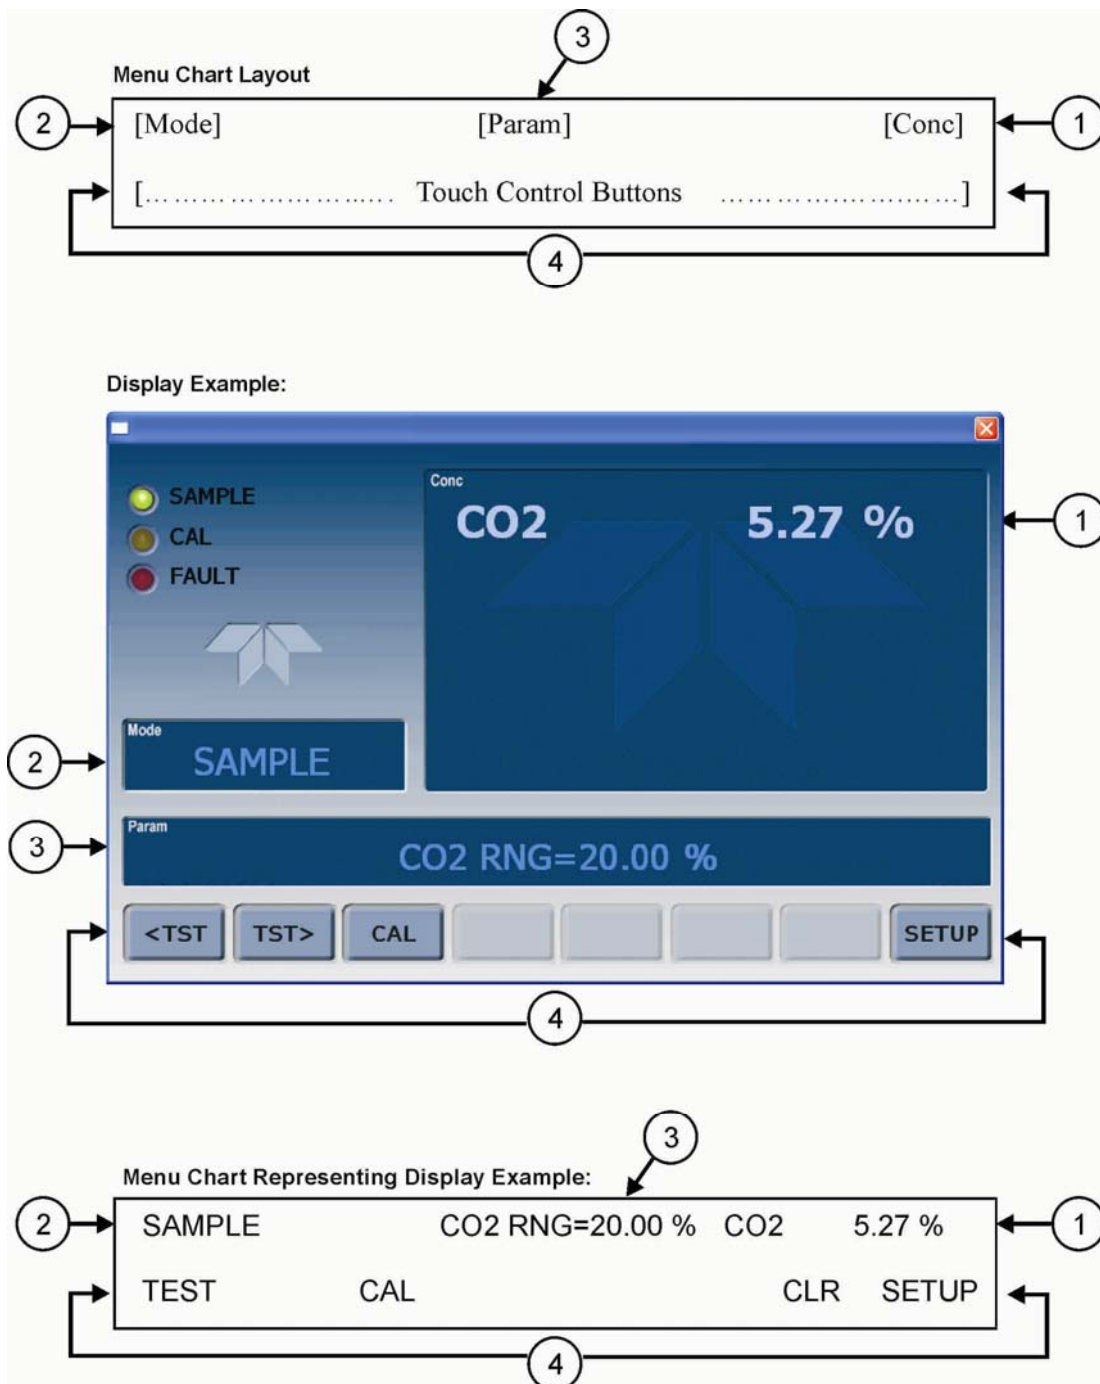 3
Menu Chart Layout
2 [Mode] [Param] [Conc] 1
[……………………..…. Touch Control Buttons ………….…….….…]
4
Display Example:
SAMPLE
CAL
FAULT
Conc
CO2 5.27 %
1
Mode
2 SAMPLE
Param
3 CO2 RNG=20.00 %
<TST TST> CAL SETUP
4
3
Menu Chart Representing Display Example:
2 SAMPLE CO2 RNG=20.00 % CO2 5.27 % 1
TEST CAL CLR SETUP
4